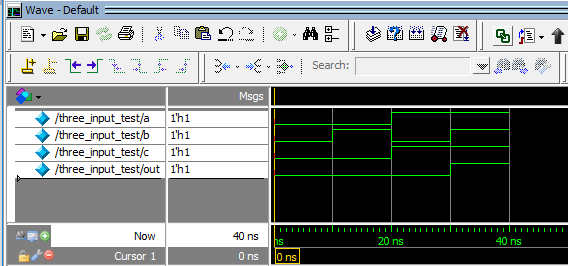 Wave - Default
Search:
Msgs
/three_input_test/a 1'h1
/three_input_test/b 1'h1
/three_input_test/c 1'h1
/three_input_test/out 1'h1
Now 40 ns ns 20 ns 40 ns
Cursor 1 0 ns 0 ns